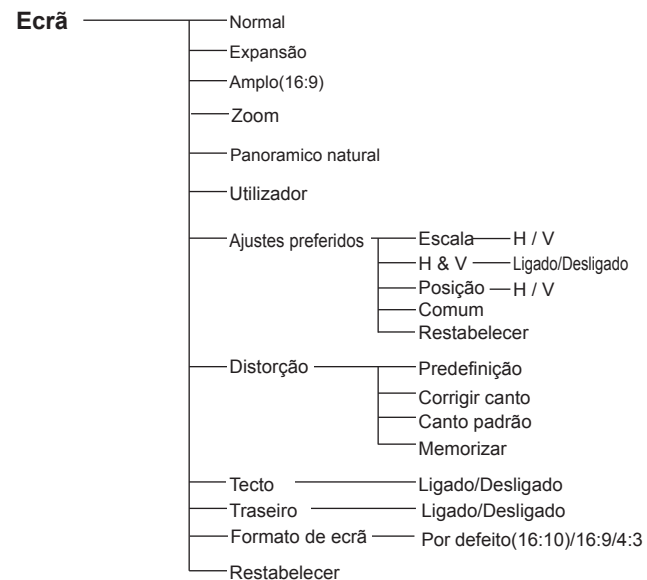 Ecrã Normal
Expansão
Amplo(16:9)
Zoom
Panoramico natural
Utilizador
Ajustes preferidos Escala H / V
H & V Ligado/Desligado
Posição H / V
Comum
Restabelecer
Distorção Predefinição
Corrigir canto
Canto padrão
Memorizar
Tecto Ligado/Desligado
Traseiro Ligado/Desligado
Formato de ecrã Por defeito(16:10)/16:9/4:3
Restabelecer